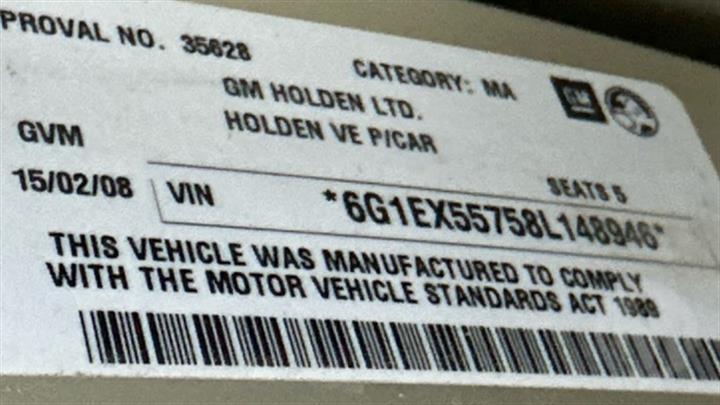 PROVAL NO. 35628
CATEGORY: MA
GM
GM HOLDEN LTD.
HOLDEN VE P/CAR
GVM
SEATS 5
15/02/08 VIN *6G1EX55758L148946*
THIS VEHICLE WAS MANUFACTURED TO COMPLY
WITH THE MOTOR VEHICLE STANDARDS ACT 1989